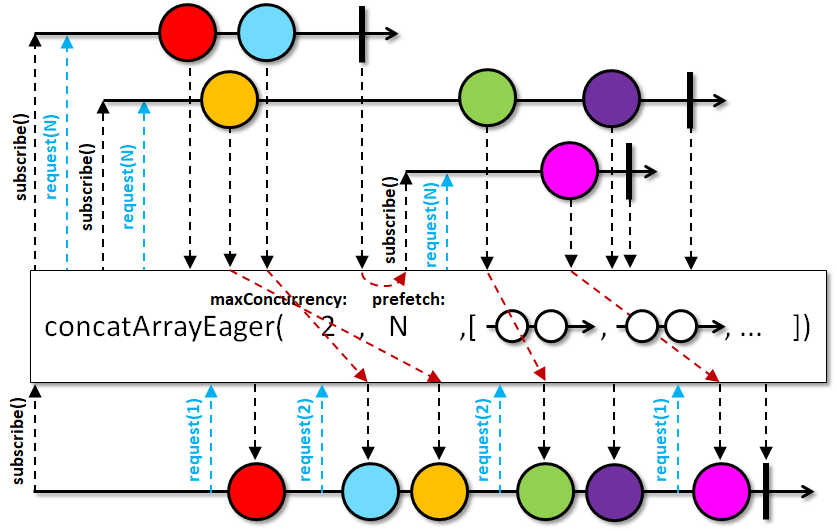 subscribe()
request(N)
subscribe()
request(N)
subscribe()
request(N)
maxConcurrency: prefetch:
concatArrayEager( 2 , N ,[ , , ... ])
subscribe()
request(1)
request(2)
request(2)
request(1)